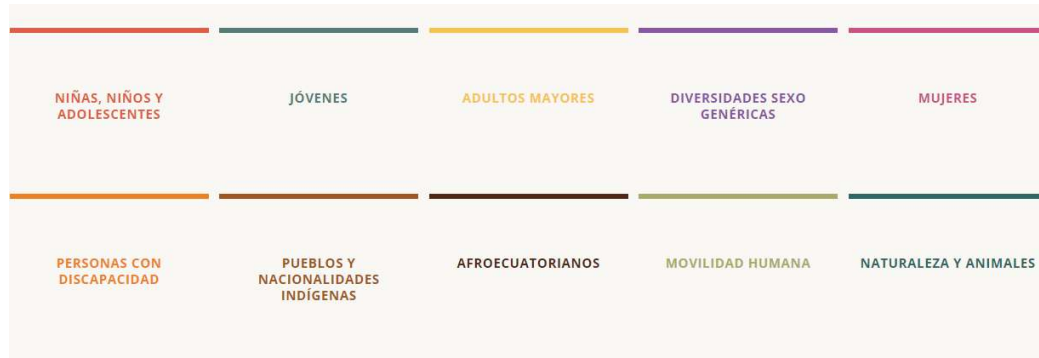 NIÑAS, NIÑOS Y
ADOLESCENTES
JÓVENES
ADULTOS MAYORES
DIVERSIDADES SEXO
GENÉRICAS
MUJERES
PERSONAS CON
DISCAPACIDAD
PUEBLOS Y
NACIONALIDADES
INDÍGENAS
AFROECUATORIANOS
MOVILIDAD HUMANA
NATURALEZA Y ANIMALES